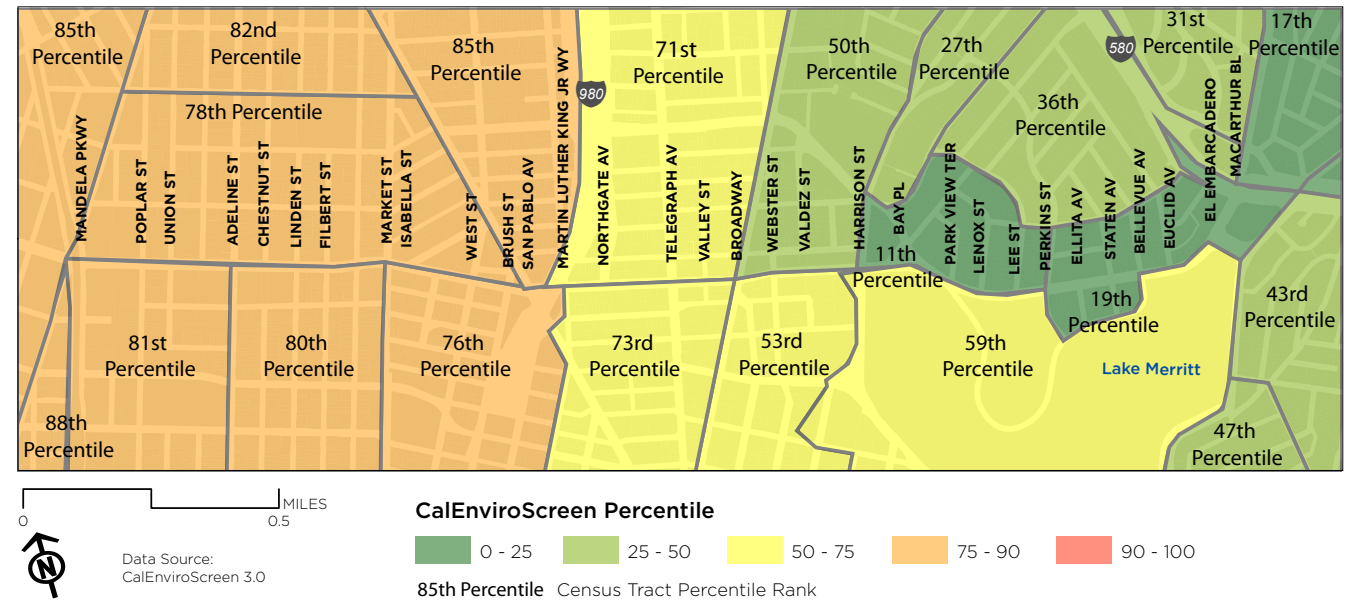 85th
Percentile
82nd
Percentile
85th
Percentile
71st
Percentile
50th
Percentile
27th
Percentile
31st
Percentile
17th
Percentile
580
980
78th Percentile
36th
Percentile
MANDELA PKWY
POPLAR ST
UNION ST
ADELINE ST
CHESTNUT ST
LINDEN ST
FILBERT ST
MARKET ST
ISABELLA ST
WEST ST
BRUSH ST
SAN PABLO AV
MARTIN LUTHER KING JR WY
NORTHGATE AV
TELEGRAPH AV
VALLEY ST
BROADWAY
WEBSTER ST
VALDEZ ST
HARRISON ST
BAY PL
PARK VIEW TER
LENOX ST
LEE ST
PERKINS ST
ELLITA AV
STATEN AV
BELLEVUE AV
EUCLID AV
EL EMBARCADERO
MACARTHUR BL
11th
Percentile
19th
Percentile
43rd
Percentile
81st
Percentile
80th
Percentile
76th
Percentile
73rd
Percentile
53rd
Percentile
59th
Percentile
Lake Merritt
88th
Percentile
47th
Percentile
MILES
0
0.5
N
Data Source:
CalEnviroScreen 3.0
CalEnviroScreen Percentile
0 - 25
25 - 50
50 - 75
75 - 90
90 - 100
85th Percentile Census Tract Percentile Rank